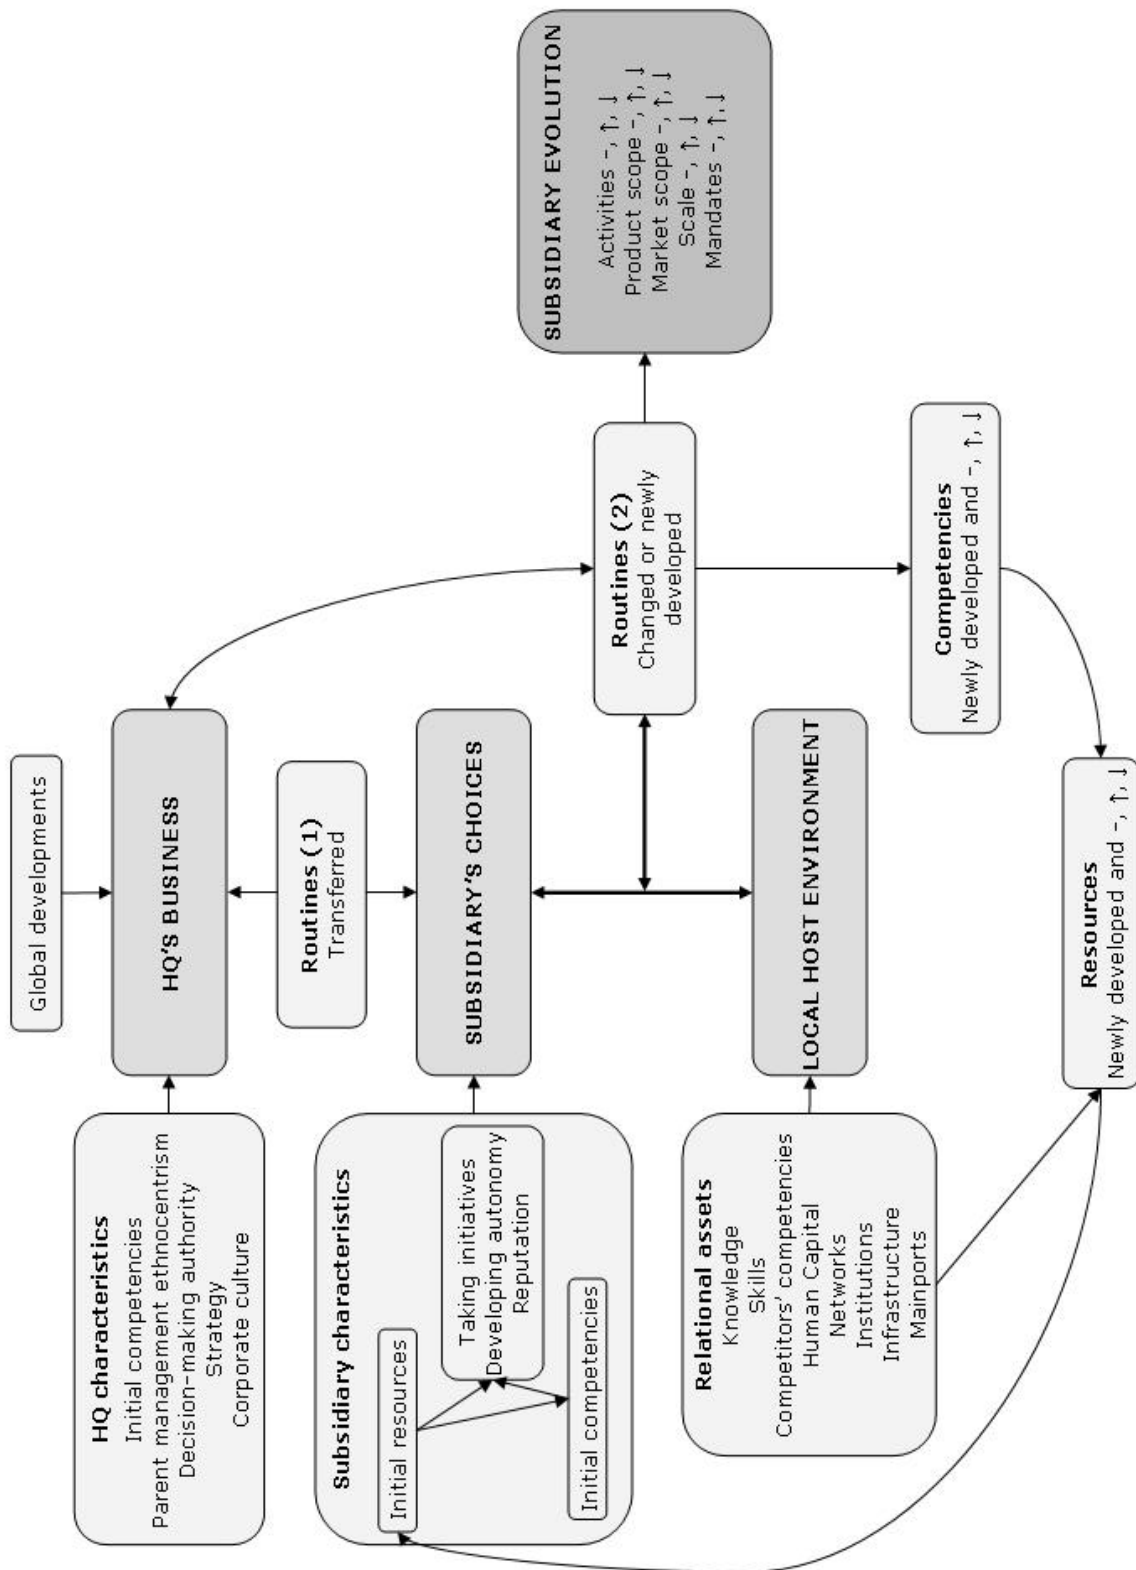 Global developments
HQ characteristics
Initial competencies
Parent management ethnocentrism
Decision-making authority
Strategy
Corporate culture
HQ'S BUSINESS
Routines (1)
Transferred
Subsidiary characteristics
Initial resources
Taking initiatives
Developing autonomy
Reputation
Initial competencies
SUBSIDIARY'S CHOICES
Relational assets
Knowledge
Skills
Competitors' competencies
Human Capital
Networks
Institutions
Infrastructure
Mainports
LOCAL HOST ENVIRONMENT
Routines (2)
Changed or newly
developed
SUBSIDIARY EVOLUTION
Activities -, ↑, ↓
Product scope -, ↑, ↓
Market scope -, ↑, ↓
Scale -, ↑, ↓
Mandates -, ↑, ↓
Competencies
Newly developed and -, ↑, ↓
Resources
Newly developed and -, ↑, ↓